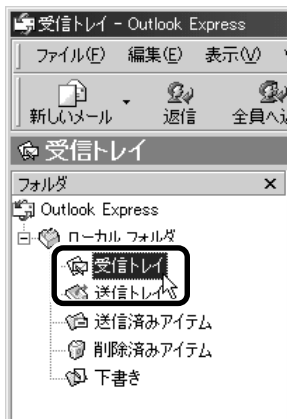 受信トレイ - Outlook Express
ファイル(F) 編集(E) 表示(V)
新しいメール 返信 全員へ
受信トレイ
フォルダ ×
Outlook Express
ローカル フォルダ
受信トレイ
送信トレイ
送信済みアイテム
削除済みアイテム
下書き